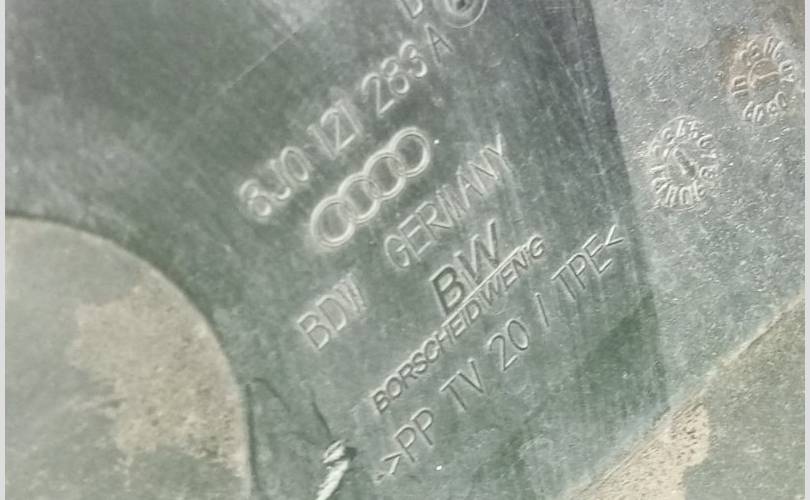 8J0 121 283 A
BDW GERMANY
BW
BORSCHEID WENIG
>PP TV 20 / TPE<